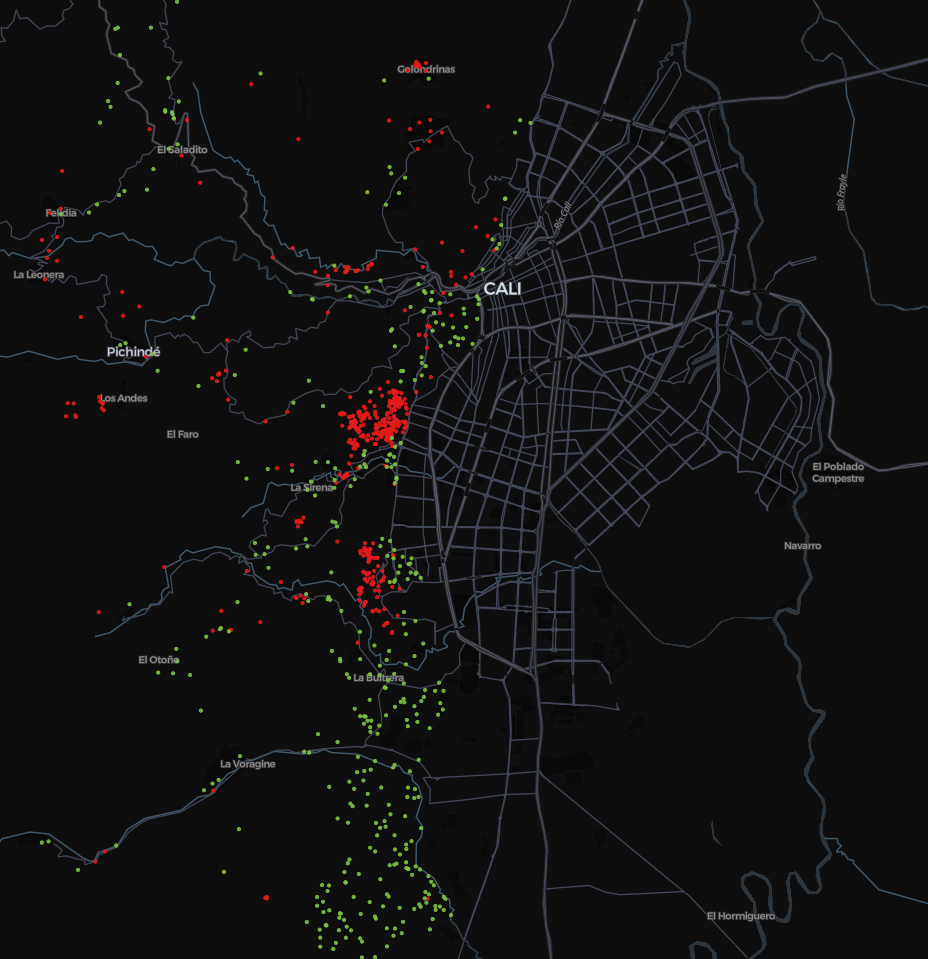 Golondrinas
El Saladito
Río Frayle
Felidia
Río Cali
La Leonera
CALI
Pichindé
Los Andes
El Faro
El Poblado
Campestre
La Sirena
Navarro
El Otoño
La Buitrera
La Voragine
El Hormiguero